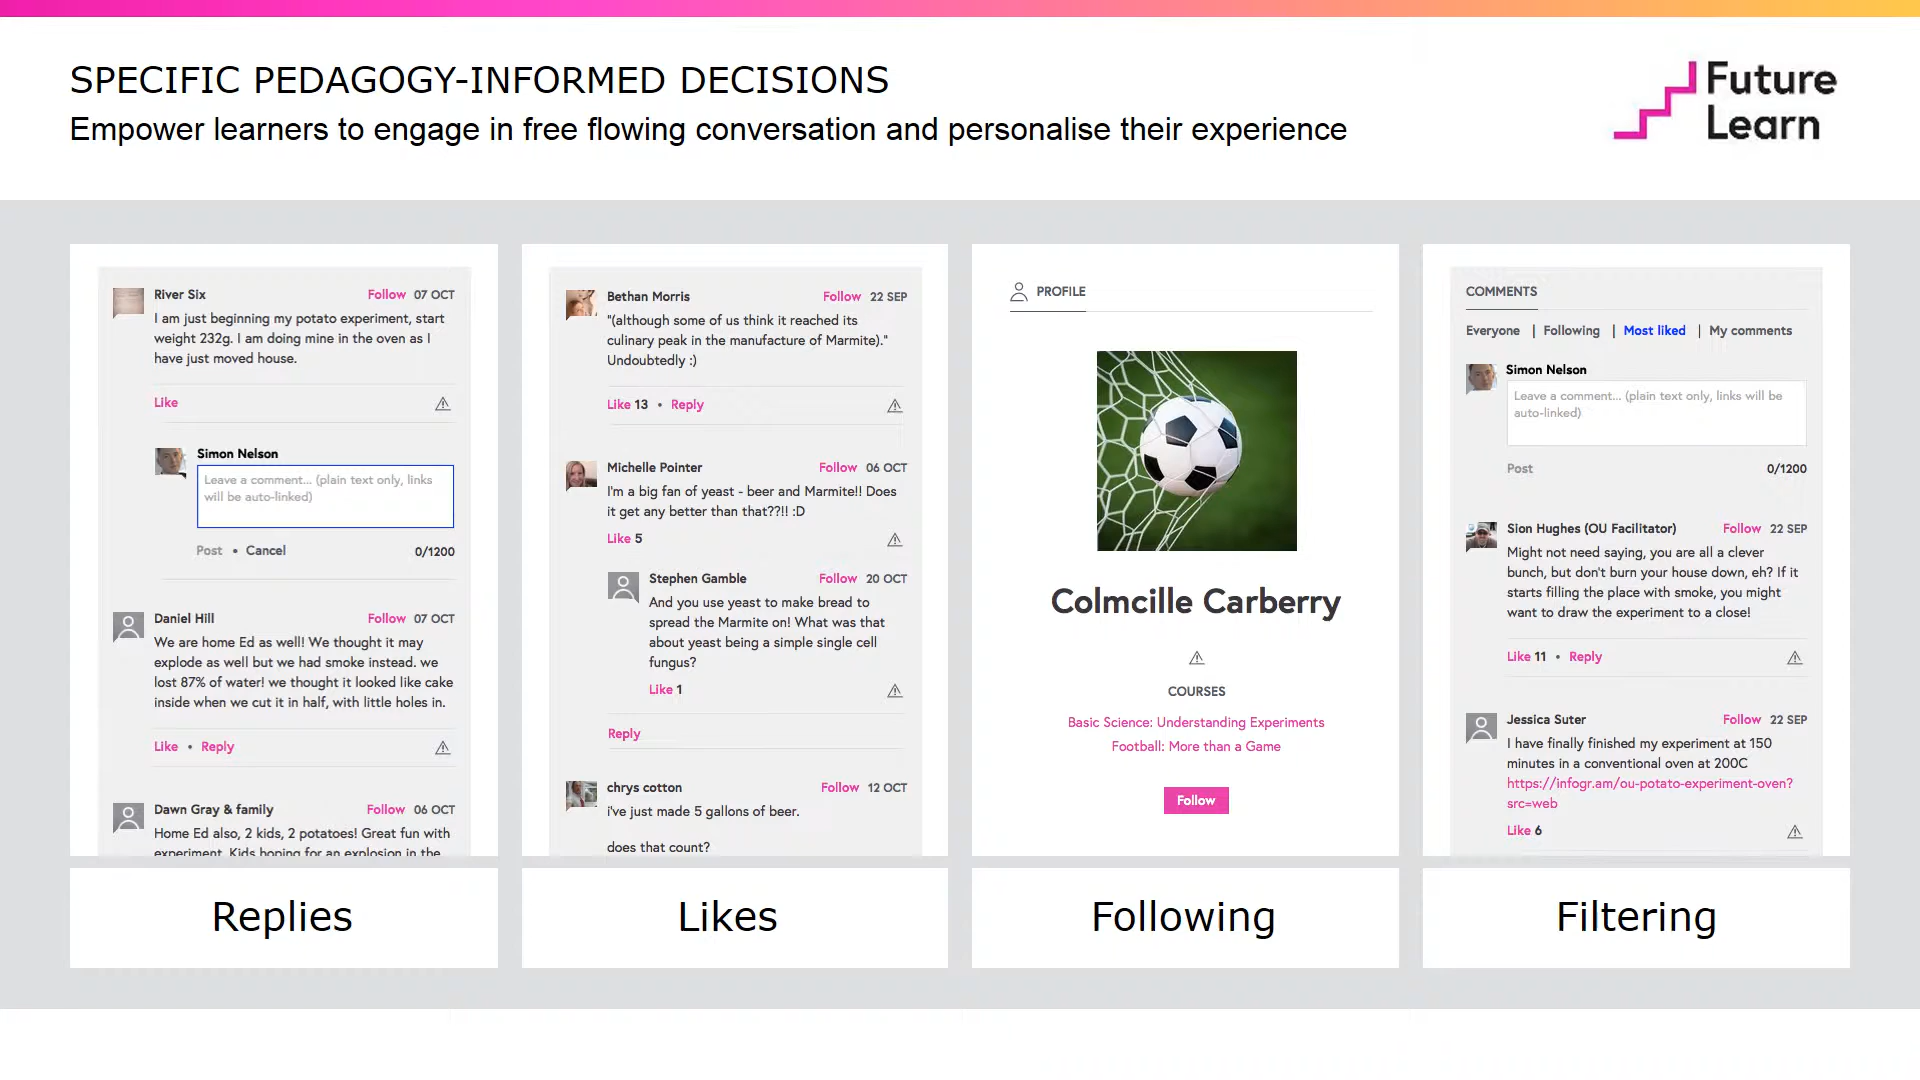 SPECIFIC PEDAGOGY-INFORMED DECISIONS
Empower learners to engage in free flowing conversation and personalise their experience
Future
Learn
River Six Follow 07 OCT
I am just beginning my potato experiment, start
weight 232g. I am doing mine in the oven as I
have just moved house.
Like
Simon Nelson
Leave a comment... (plain text only, links
will be auto-linked)
Post • Cancel 0/1200
Daniel Hill Follow 07 OCT
We are home Ed as well! We thought it may
explode as well but we had smoke instead. we
lost 87% of water! we thought it looked like cake
inside when we cut it in half, with little holes in.
Like • Reply
Dawn Gray & family Follow 06 OCT
Home Ed also, 2 kids, 2 potatoes! Great fun with
experiment. Kids hoping for an explosion in the
Replies
Bethan Morris Follow 22 SEP
"(although some of us think it reached its
culinary peak in the manufacture of Marmite)."
Undoubtedly :)
Like 13 • Reply
Michelle Pointer Follow 06 OCT
I'm a big fan of yeast - beer and Marmite!! Does
it get any better than that??!! :D
Like 5
Stephen Gamble Follow 20 OCT
And you use yeast to make bread to
spread the Marmite on! What was that
about yeast being a simple single cell
fungus?
Like 1
Reply
chrys cotton Follow 12 OCT
i've just made 5 gallons of beer.
does that count?
Likes
PROFILE
Colmcille Carberry
COURSES
Basic Science: Understanding Experiments
Football: More than a Game
Follow
Following
COMMENTS
Everyone | Following | Most liked | My comments
Simon Nelson
Leave a comment... (plain text only, links will be
auto-linked)
Post 0/1200
Sion Hughes (OU Facilitator) Follow 22 SEP
Might not need saying, you are all a clever
bunch, but don't burn your house down, eh? If it
starts filling the place with smoke, you might
want to draw the experiment to a close!
Like 11 • Reply
Jessica Suter Follow 22 SEP
I have finally finished my experiment at 150
minutes in a conventional oven at 200C
https://infogr.am/ou-potato-experiment-oven?
src=web
Like 6
Filtering